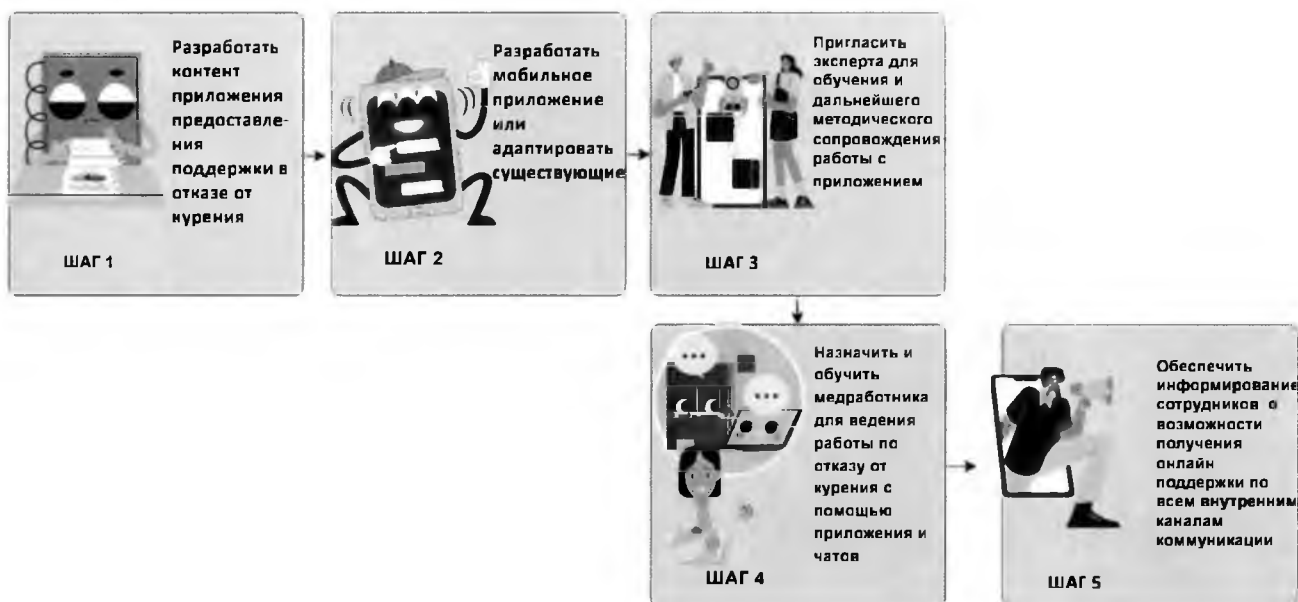 Разработать
контент
приложения
предоставле-
ния
поддержки в
отказе от
курения
ШАГ 1
Разработать
мобильное
приложение
или
адаптировать
существующие
ШАГ 2
Пригласить
эксперта для
обучения и
дальнейшего
методического
сопровождения
работы с
приложением
ШАГ 3
Назначить и
обучить
медработника
для ведения
работы по
отказу от
курения с
помощью
приложения и
чатов
ШАГ 4
Обеспечить
информирование
сотрудников о
возможности
получения
онлайн
поддержки по
всем внутренним
каналам
коммуникации
ШАГ 5